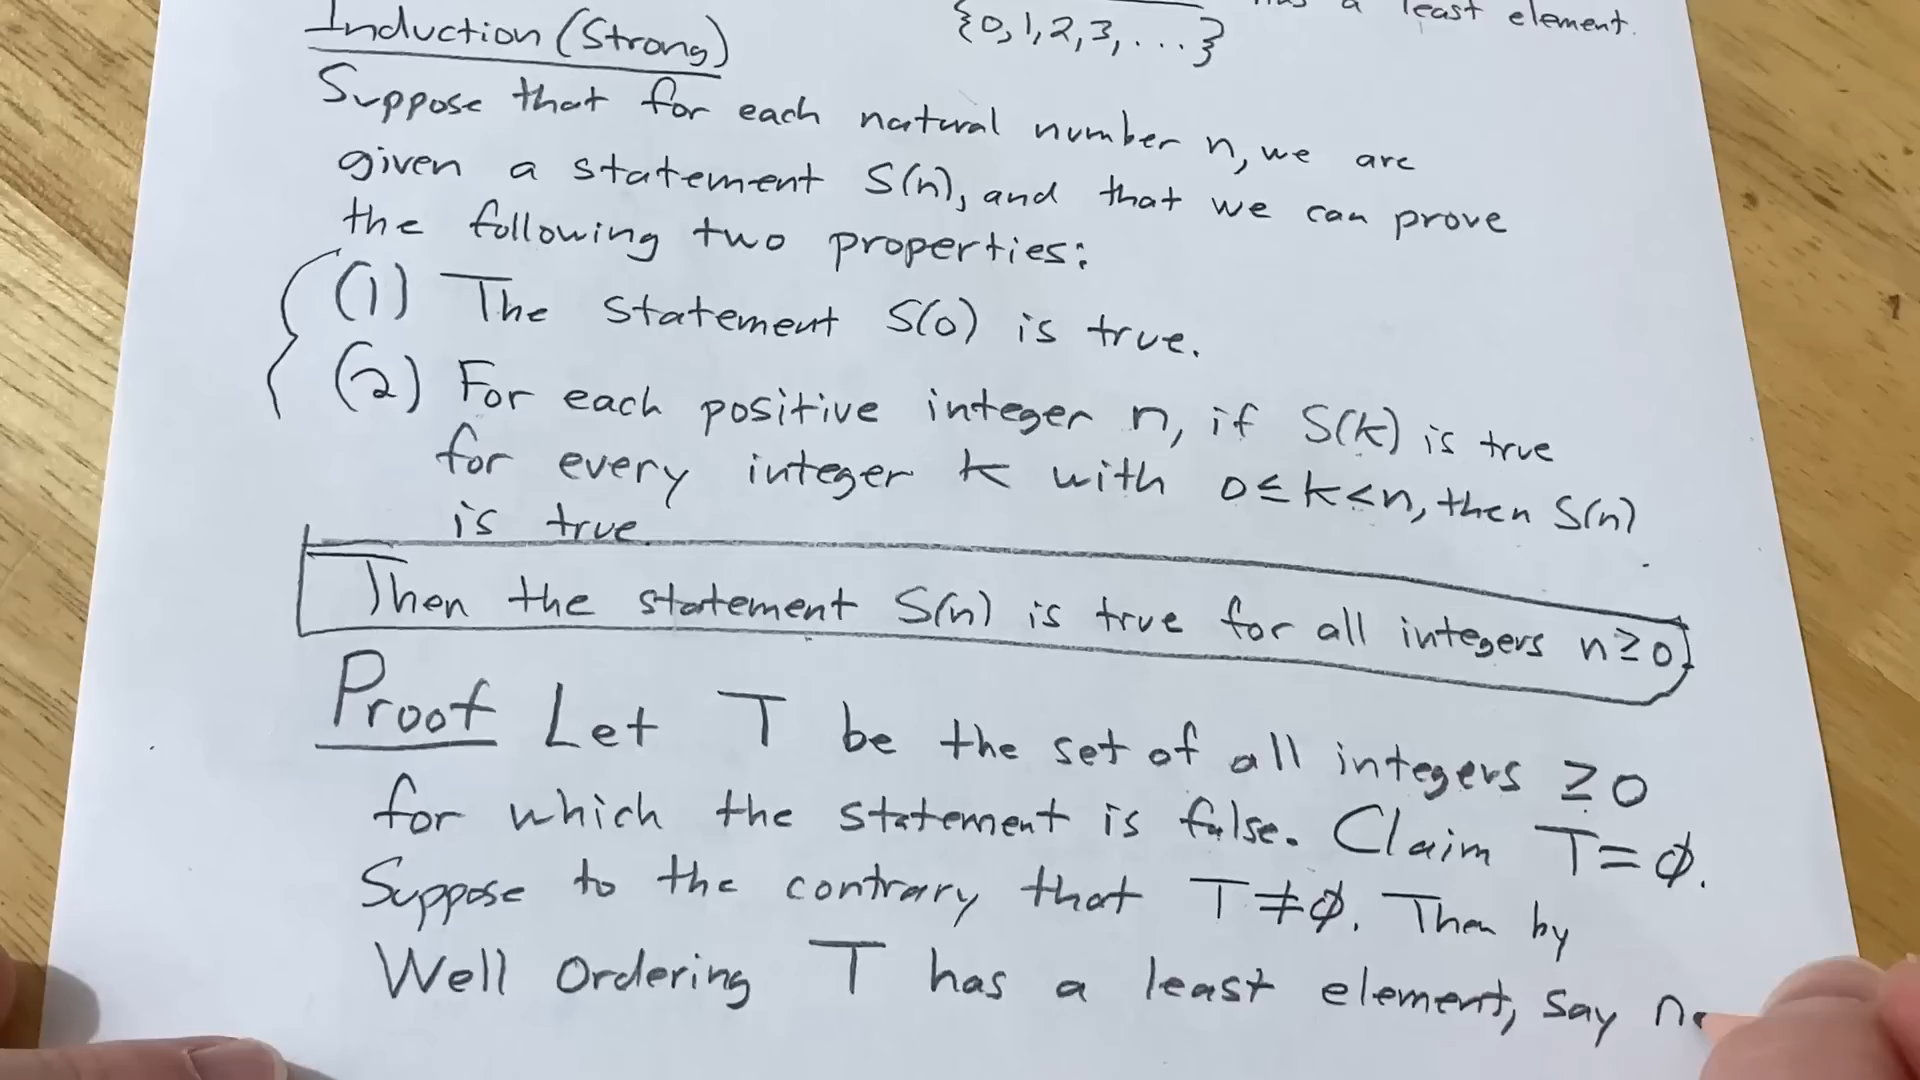 has a least element.
Induction (Strong)
{0,1,2,3,...}
Suppose that for each natural number n, we are
given a statement S(n), and that we can prove
the following two properties:
(1) The statement S(0) is true.
(2) For each positive integer n, if S(k) is true
for every integer k with 0≤k<n, then S(n)
is true.
Then the statement S(n) is true for all integers n≥0.
Proof Let T be the set of all integers ≥0
for which the statement is false. Claim T=∅.
Suppose to the contrary that T≠∅. Then by
Well Ordering T has a least element, say n